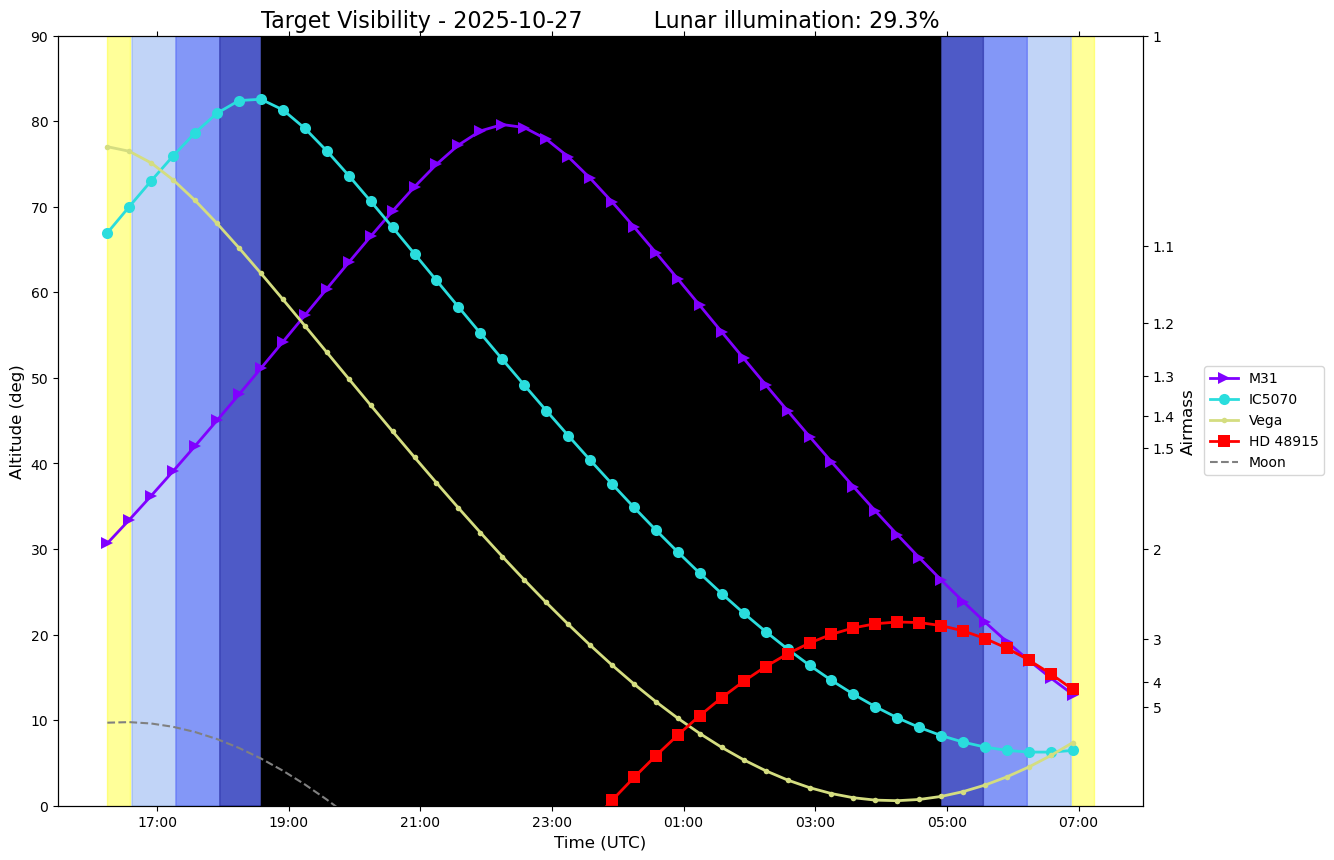 Target Visibility - 2025-10-27 Lunar illumination: 29.3%
90
80
70
60
50
40
30
20
10
0
Altitude (deg)
17:00 19:00 21:00 23:00 01:00 03:00 05:00 07:00
Time (UTC)
1
1.1
1.2
1.3
1.4
1.5
2
3
4
5
Airmass
M31
IC5070
Vega
HD 48915
Moon